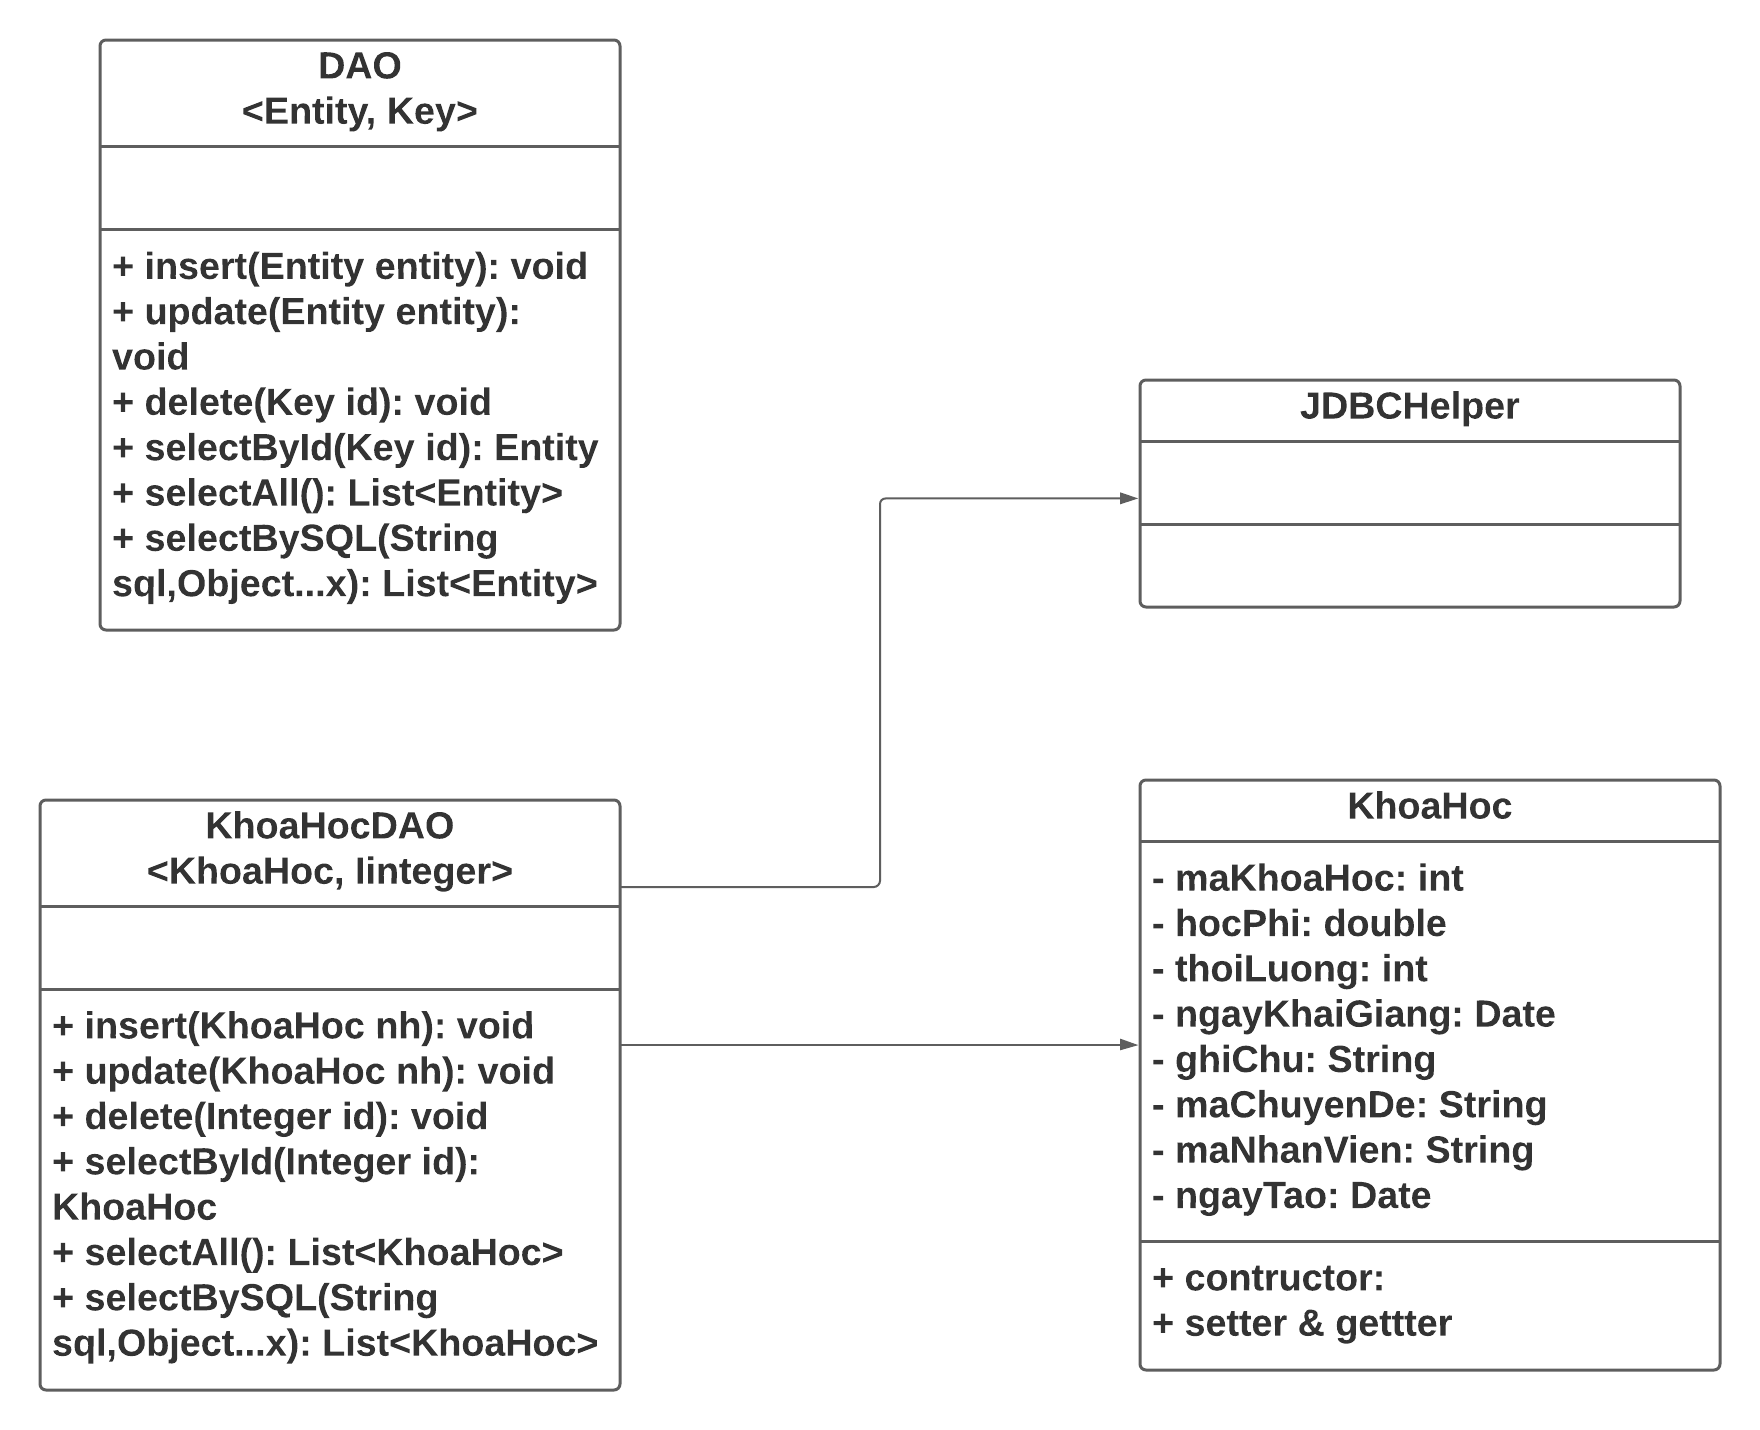 DAO
<Entity, Key>
+ insert(Entity entity): void
+ update(Entity entity):
void
+ delete(Key id): void
+ selectById(Key id): Entity
+ selectAll(): List<Entity>
+ selectBySQL(String
sql,Object...x): List<Entity>
JDBCHelper
KhoaHocDAO
<KhoaHoc, Iinteger>
+ insert(KhoaHoc nh): void
+ update(KhoaHoc nh): void
+ delete(Integer id): void
+ selectById(Integer id):
KhoaHoc
+ selectAll(): List<KhoaHoc>
+ selectBySQL(String
sql,Object...x): List<KhoaHoc>
KhoaHoc
- maKhoaHoc: int
- hocPhi: double
- thoiLuong: int
- ngayKhaiGiang: Date
- ghiChu: String
- maChuyenDe: String
- maNhanVien: String
- ngayTao: Date
+ contructor:
+ setter & gettter